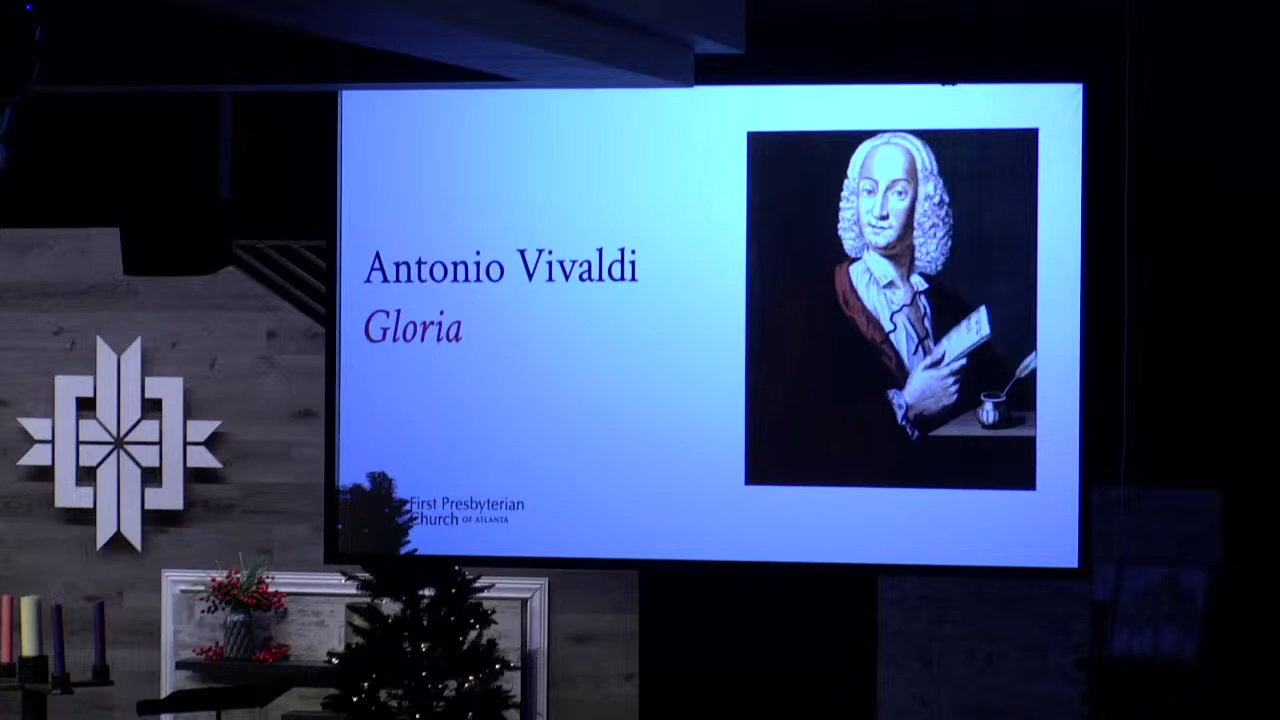 Antonio Vivaldi
Gloria
First Presbyterian
Church OF ATLANTA